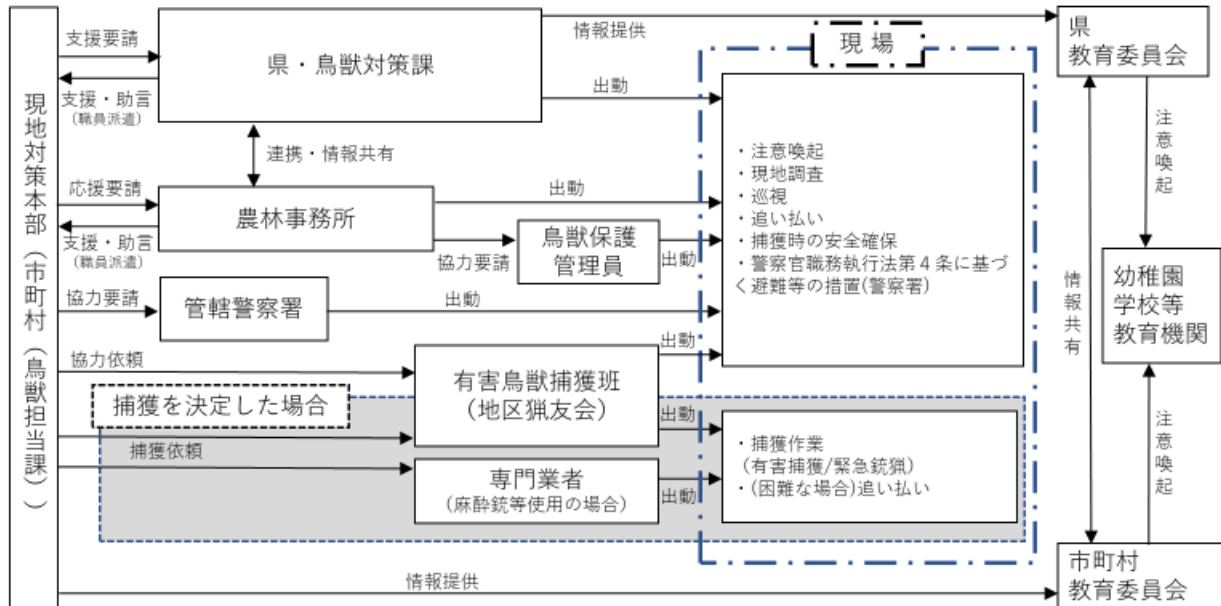 現地対策本部（市町村（鳥獣担当課））
支援要請
支援・助言
(職員派遣)
県・鳥獣対策課
情報提供
県
教育委員会
現 場
出動
連携・情報共有
応援要請
支援・助言
(職員派遣)
農林事務所
出動
協力要請
鳥獣保護
管理員
出動
協力要請
管轄警察署
出動
・注意喚起
・現地調査
・巡視
・追い払い
・捕獲時の安全確保
・警察官職務執行法第４条に基づ
く避難等の措置(警察署)
注意喚起
情報共有
幼稚園
学校等
教育機関
注意喚起
協力依頼
有害鳥獣捕獲班
（地区猟友会）
出動
捕獲を決定した場合
出動
捕獲依頼
専門業者
（麻酔銃等使用の場合）
出動
・捕獲作業
(有害捕獲/緊急銃猟)
・(困難な場合)追い払い
情報提供
市町村
教育委員会